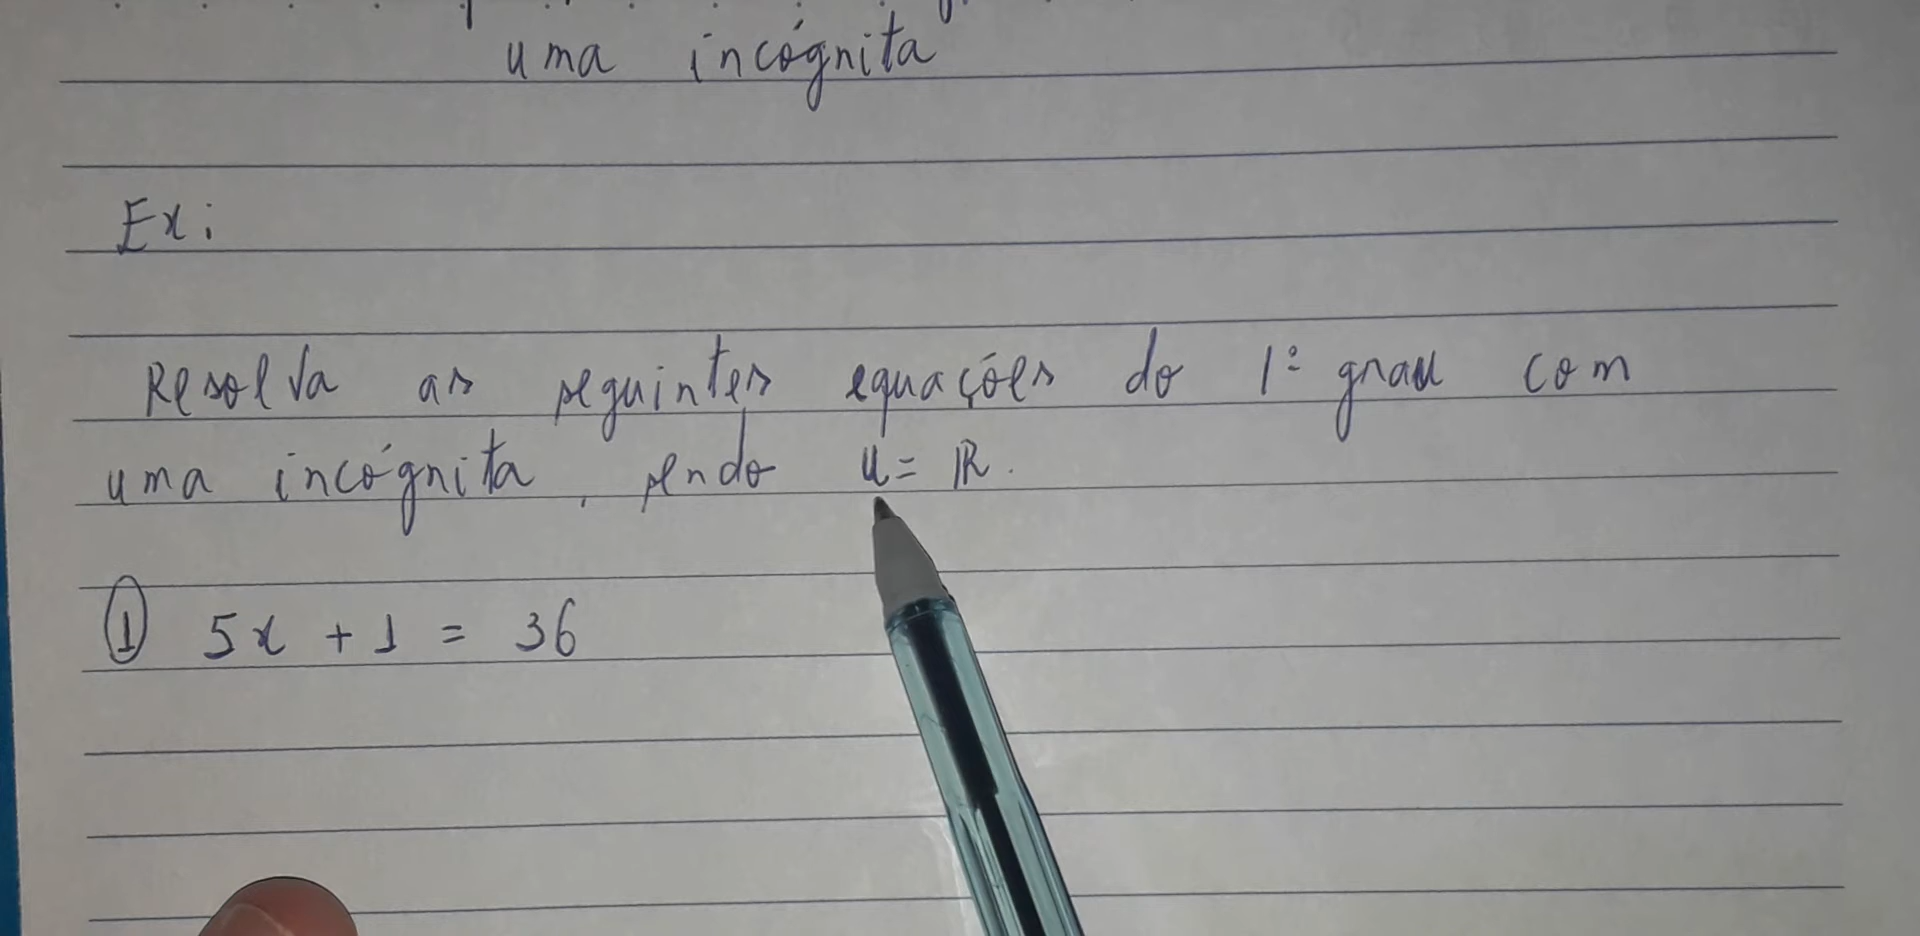 uma incógnita
Ex:
Resolva as seguintes equações do 1º grau com
uma incógnita, sendo U = ℝ.
① 5x + 1 = 36